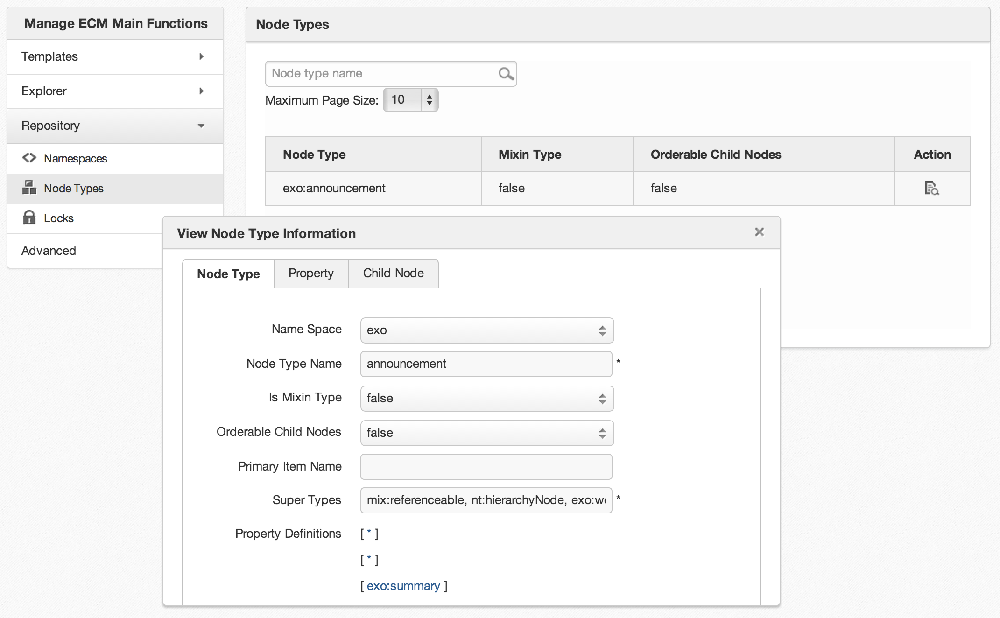 Manage ECM Main Functions
Templates
Explorer
Repository
Namespaces
Node Types
Locks
Advanced
Node Types
Node type name
Maximum Page Size: 10
Node Type Mixin Type Orderable Child Nodes Action
exo:announcement false false
View Node Type Information
Node Type Property Child Node
Name Space exo
Node Type Name announcement *
Is Mixin Type false
Orderable Child Nodes false
Primary Item Name
Super Types mix:referenceable, nt:hierarchyNode, exo:we *
Property Definitions [ * ]
[ * ]
[ exo:summary ]